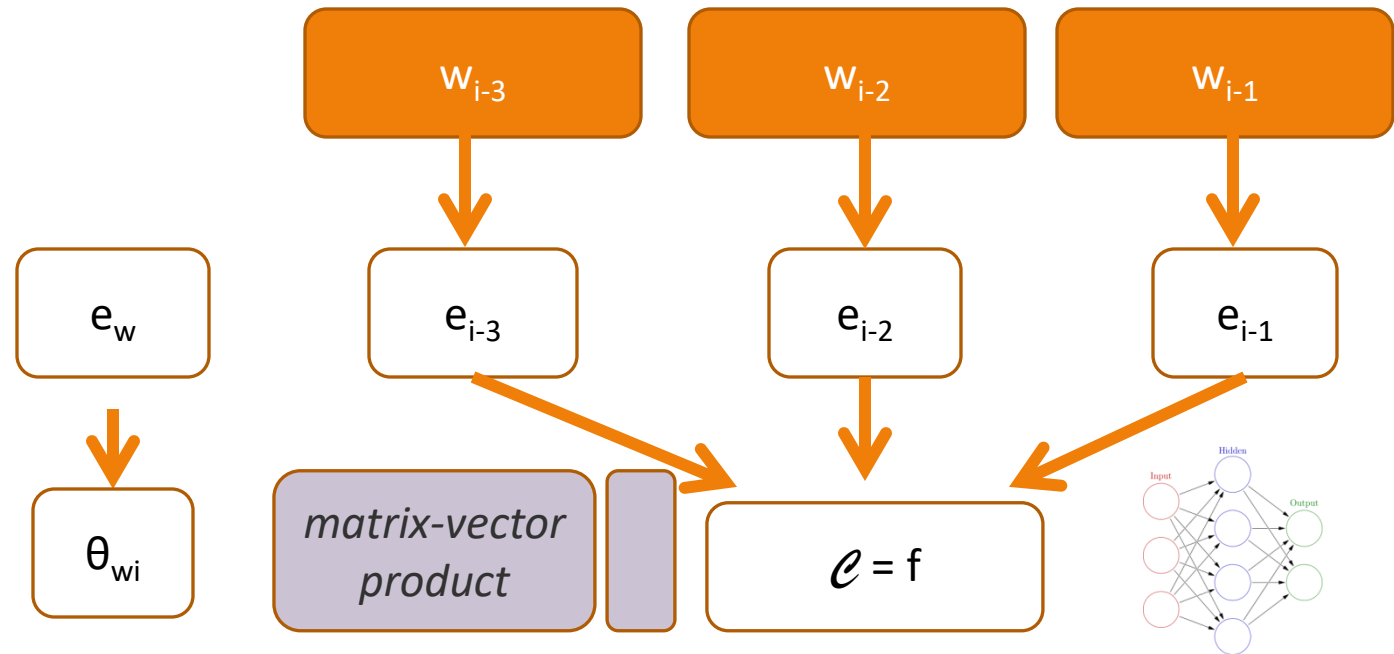 w_{i-3}
w_{i-2}
w_{i-1}
e_w
e_{i-3}
e_{i-2}
e_{i-1}
θ_{wi}
matrix-vector
product
𝓒 = f
Input
Hidden
Output